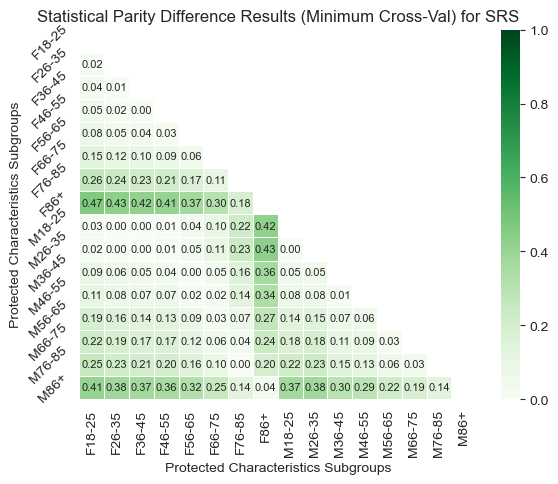 Statistical Parity Difference Results (Minimum Cross-Val) for SRS
Protected Characteristics Subgroups
F18-25
F26-35 0.02
F36-45 0.04 0.01
F46-55 0.05 0.02 0.00
F56-65 0.08 0.05 0.04 0.03
F66-75 0.15 0.12 0.10 0.09 0.06
F76-85 0.26 0.24 0.23 0.21 0.17 0.11
F86+ 0.47 0.43 0.42 0.41 0.37 0.30 0.18
M18-25 0.03 0.00 0.00 0.01 0.04 0.10 0.22 0.42
M26-35 0.02 0.00 0.00 0.01 0.05 0.11 0.23 0.43 0.00
M36-45 0.09 0.06 0.05 0.04 0.00 0.05 0.16 0.36 0.05 0.05
M46-55 0.11 0.08 0.07 0.07 0.02 0.02 0.14 0.34 0.08 0.08 0.01
M56-65 0.19 0.16 0.14 0.13 0.09 0.03 0.07 0.27 0.14 0.15 0.07 0.06
M66-75 0.22 0.19 0.17 0.17 0.12 0.06 0.04 0.24 0.18 0.18 0.11 0.09 0.03
M76-85 0.25 0.23 0.21 0.20 0.16 0.10 0.00 0.20 0.22 0.23 0.15 0.13 0.06 0.03
M86+ 0.41 0.38 0.37 0.36 0.32 0.25 0.14 0.04 0.37 0.38 0.30 0.29 0.22 0.19 0.14
F18-25 F26-35 F36-45 F46-55 F56-65 F66-75 F76-85 F86+ M18-25 M26-35 M36-45 M46-55 M56-65 M66-75 M76-85 M86+
Protected Characteristics Subgroups
1.0
0.8
0.6
0.4
0.2
0.0